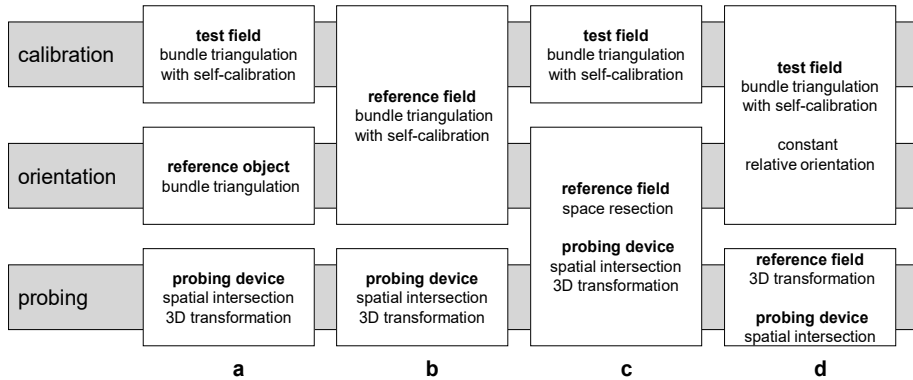 calibration
orientation
probing
test field
bundle triangulation
with self-calibration
reference object
bundle triangulation
probing device
spatial intersection
3D transformation
a
reference field
bundle triangulation
with self-calibration
probing device
spatial intersection
3D transformation
b
test field
bundle triangulation
with self-calibration
reference field
space resection
probing device
spatial intersection
3D transformation
c
test field
bundle triangulation
with self-calibration
constant
relative orientation
reference field
3D transformation
probing device
spatial intersection
d